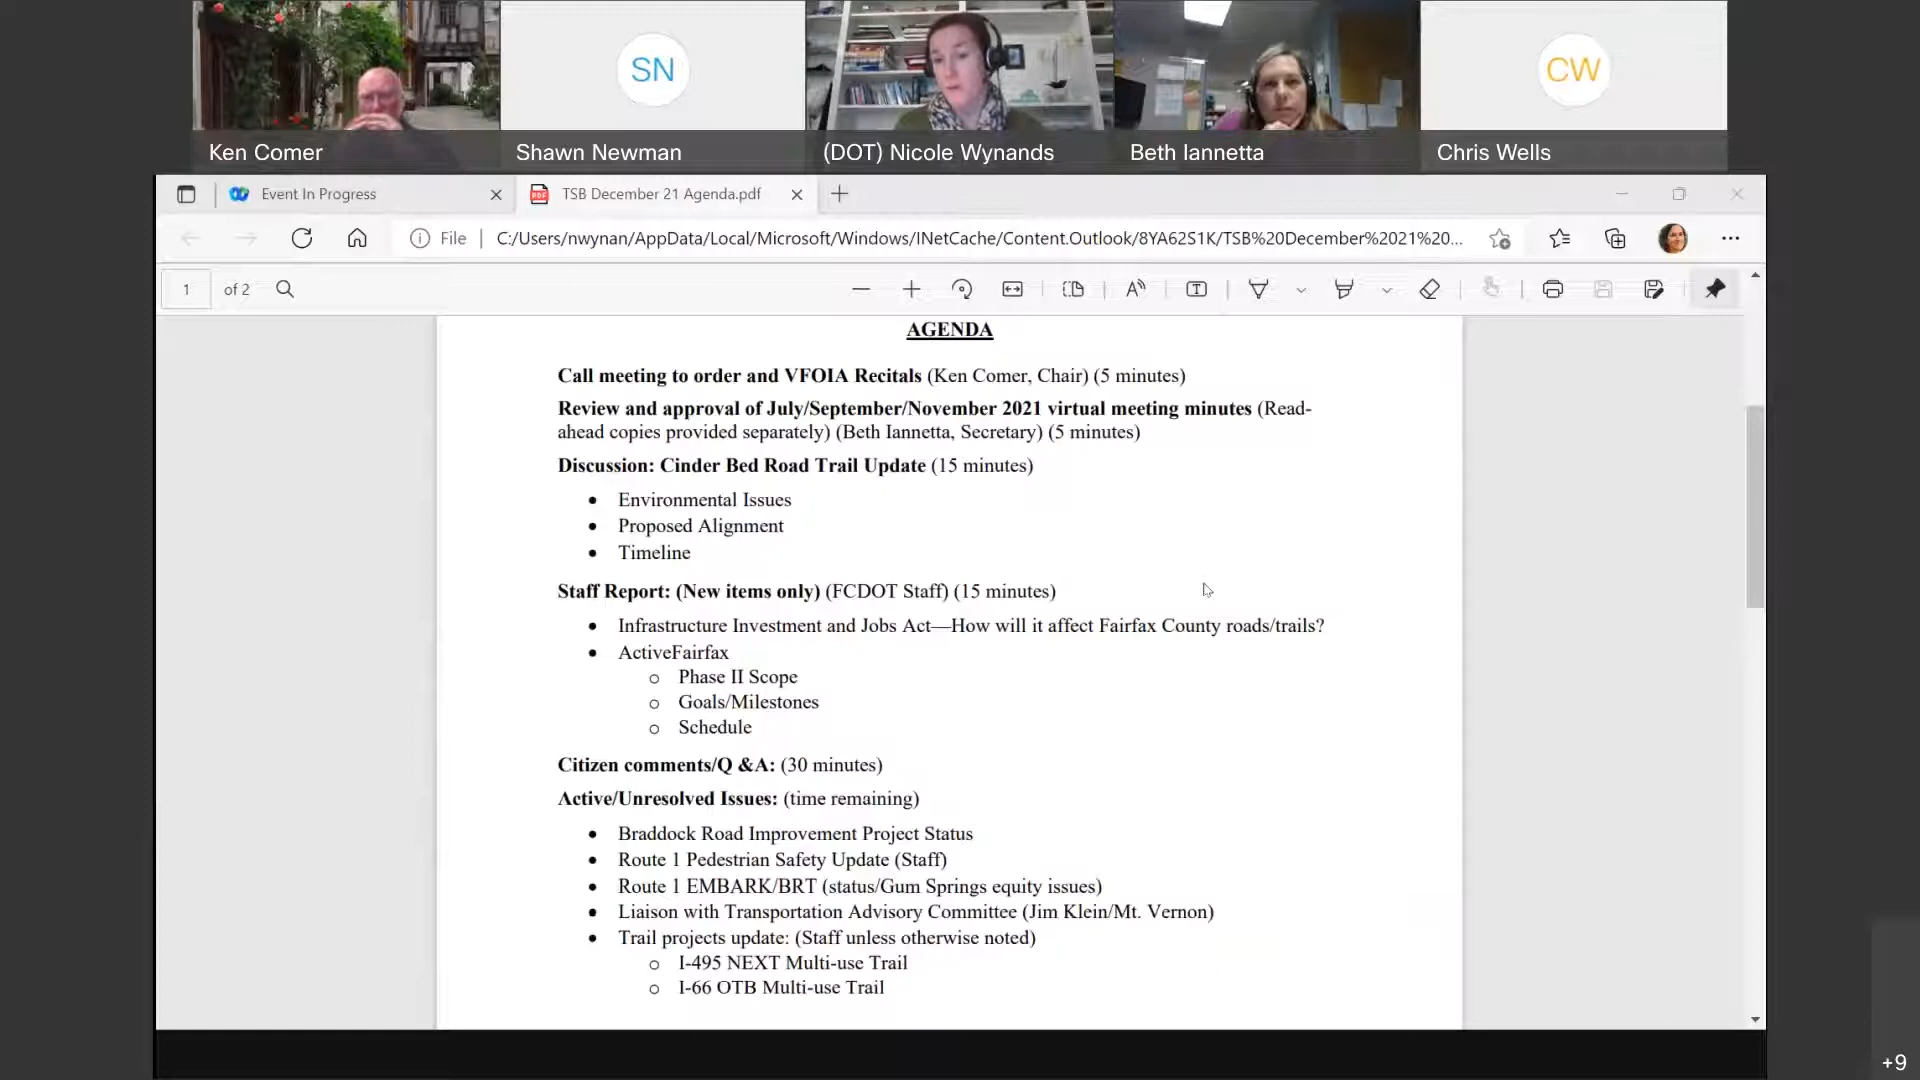 SN
CW
Ken Comer
Shawn Newman
(DOT) Nicole Wynands
Beth Iannetta
Chris Wells
Event In Progress
TSB December 21 Agenda.pdf
File
C:/Users/nwynan/AppData/Local/Microsoft/Windows/INetCache/Content.Outlook/8YA62S1K/TSB%20December%2021%20...
1 of 2
AGENDA
Call meeting to order and VFOIA Recitals (Ken Comer, Chair) (5 minutes)
Review and approval of July/September/November 2021 virtual meeting minutes (Read-
ahead copies provided separately) (Beth Iannetta, Secretary) (5 minutes)
Discussion: Cinder Bed Road Trail Update (15 minutes)
• Environmental Issues
• Proposed Alignment
• Timeline
Staff Report: (New items only) (FCDOT Staff) (15 minutes)
• Infrastructure Investment and Jobs Act—How will it affect Fairfax County roads/trails?
• ActiveFairfax
o Phase II Scope
o Goals/Milestones
o Schedule
Citizen comments/Q &A: (30 minutes)
Active/Unresolved Issues: (time remaining)
• Braddock Road Improvement Project Status
• Route 1 Pedestrian Safety Update (Staff)
• Route 1 EMBARK/BRT (status/Gum Springs equity issues)
• Liaison with Transportation Advisory Committee (Jim Klein/Mt. Vernon)
• Trail projects update: (Staff unless otherwise noted)
o I-495 NEXT Multi-use Trail
o I-66 OTB Multi-use Trail
+9